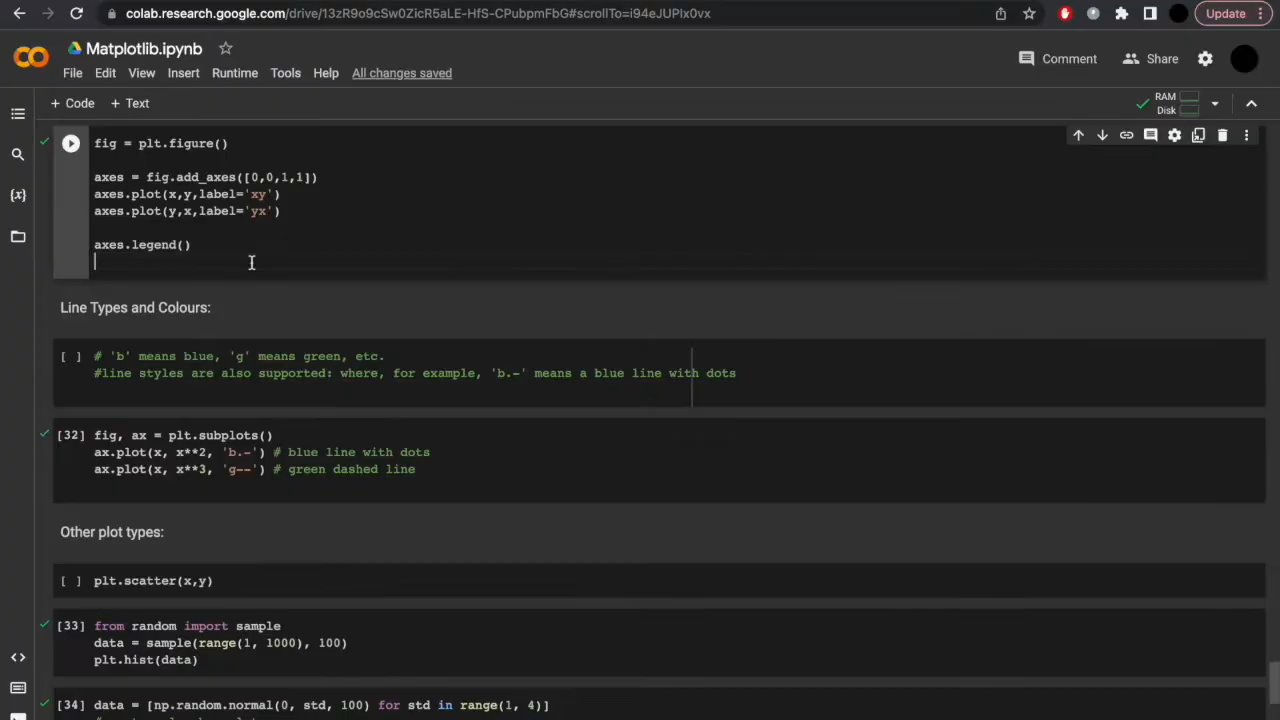 colab.research.google.com/drive/13zR9o9cSw0ZicR5aLE-HfS-CPubpmFbG#scrollTo=i94eJUPIx0vx
Update
Matplotlib.ipynb
File Edit View Insert Runtime Tools Help All changes saved
Comment Share
+ Code + Text
RAM
Disk
fig = plt.figure()
axes = fig.add_axes([0,0,1,1])
axes.plot(x,y,label='xy')
axes.plot(y,x,label='yx')
axes.legend()
Line Types and Colours:
[ ] # 'b' means blue, 'g' means green, etc.
#line styles are also supported: where, for example, 'b.-' means a blue line with dots
[32] fig, ax = plt.subplots()
ax.plot(x, x**2, 'b.-') # blue line with dots
ax.plot(x, x**3, 'g--') # green dashed line
Other plot types:
[ ] plt.scatter(x,y)
[33] from random import sample
data = sample(range(1, 1000), 100)
plt.hist(data)
[34] data = [np.random.normal(0, std, 100) for std in range(1, 4)]